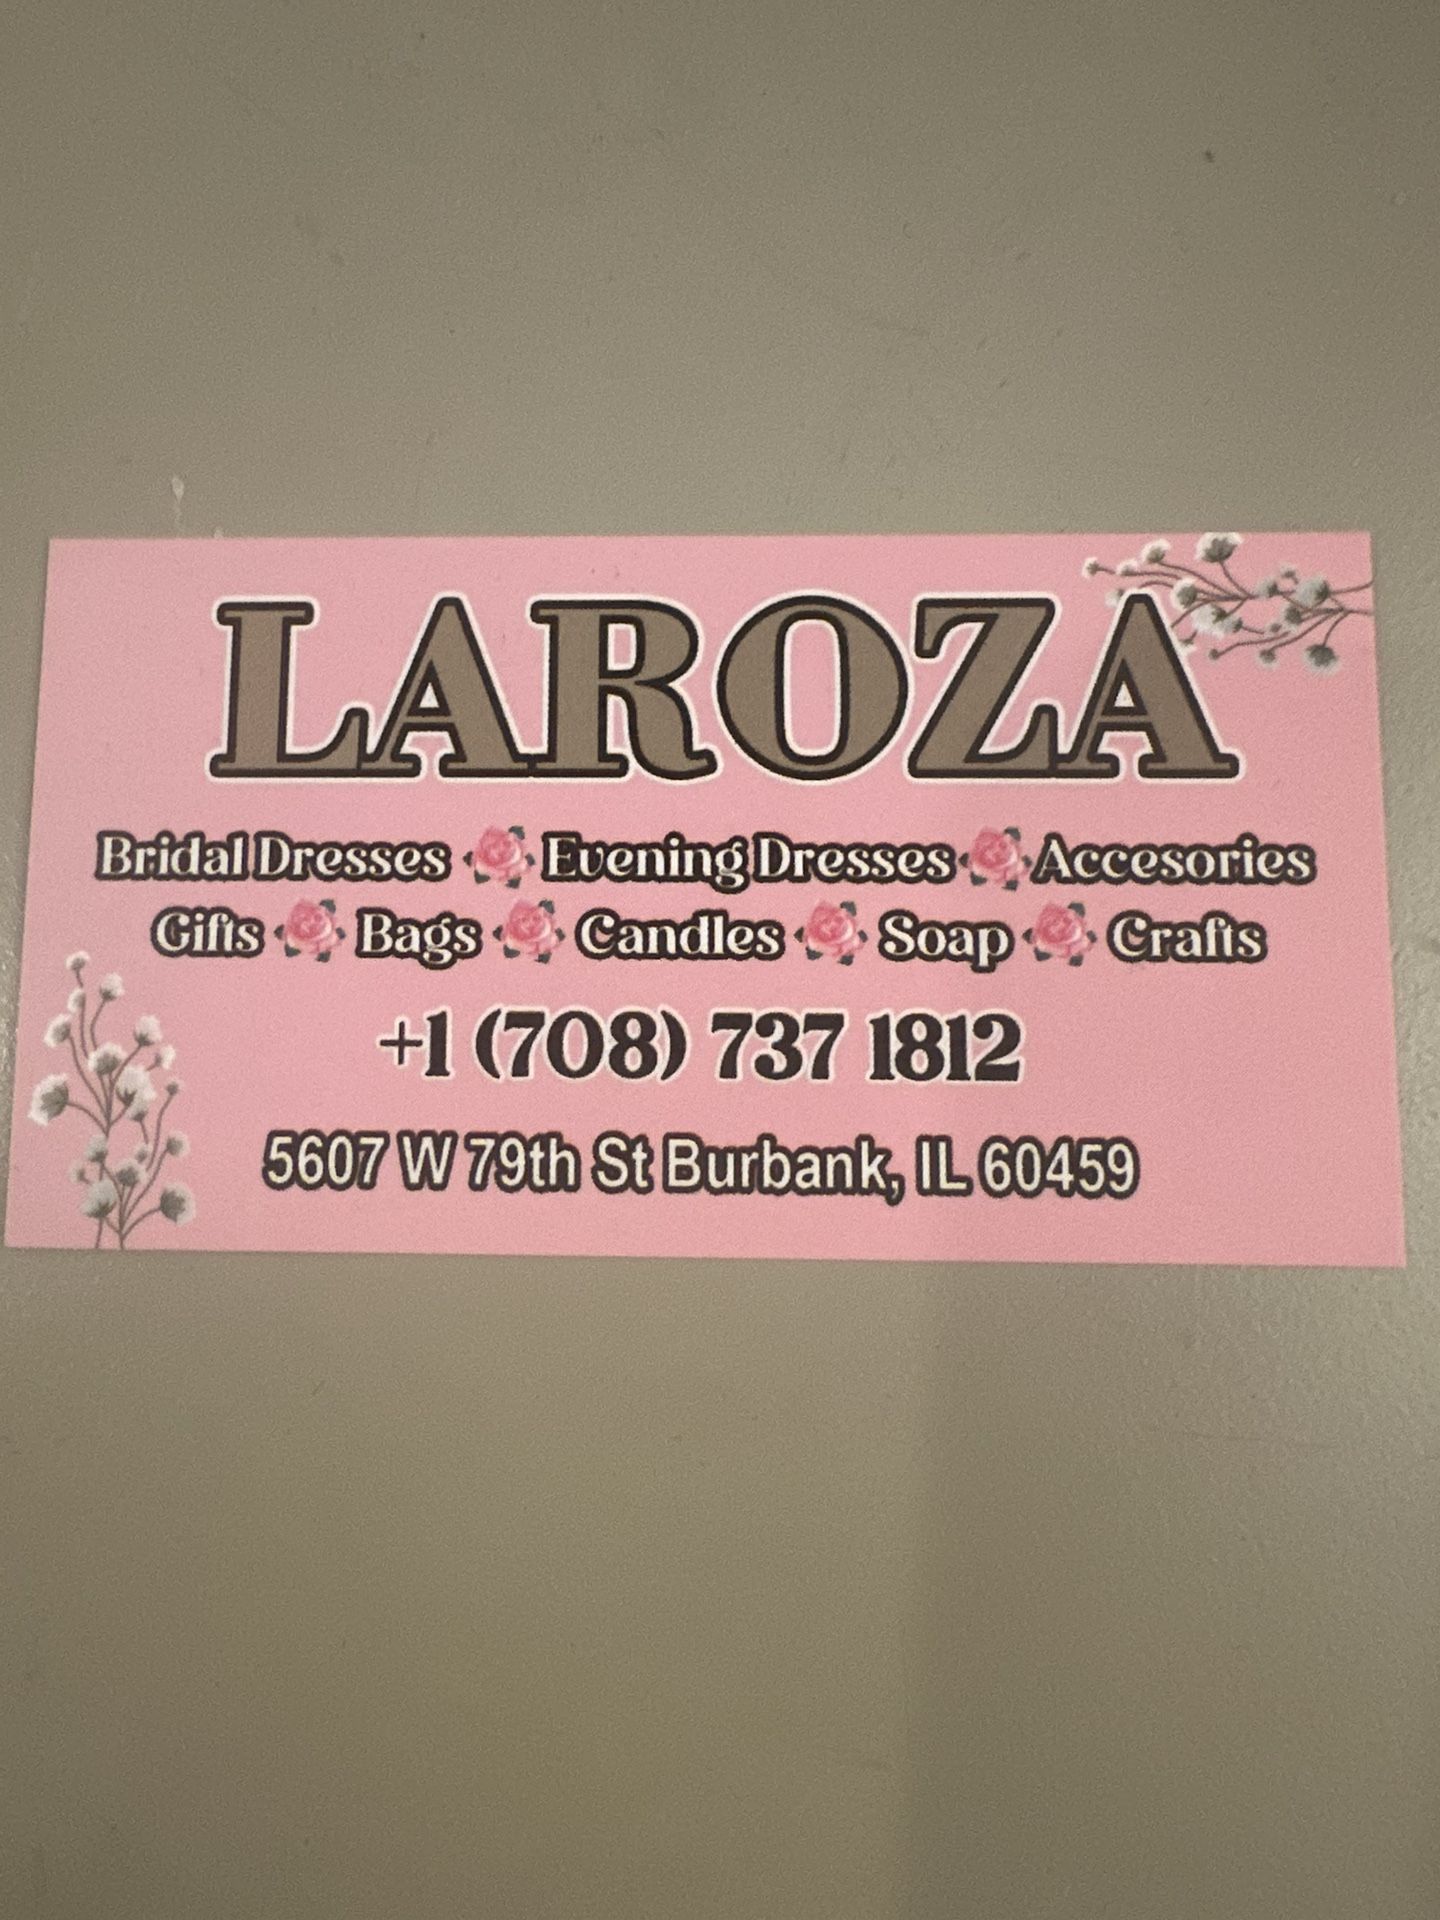 LAROZA
Bridal Dresses Evening Dresses Accesories
Gifts Bags Candles Soap Crafts
+1 (708) 737 1812
5607 W 79th St Burbank, IL 60459